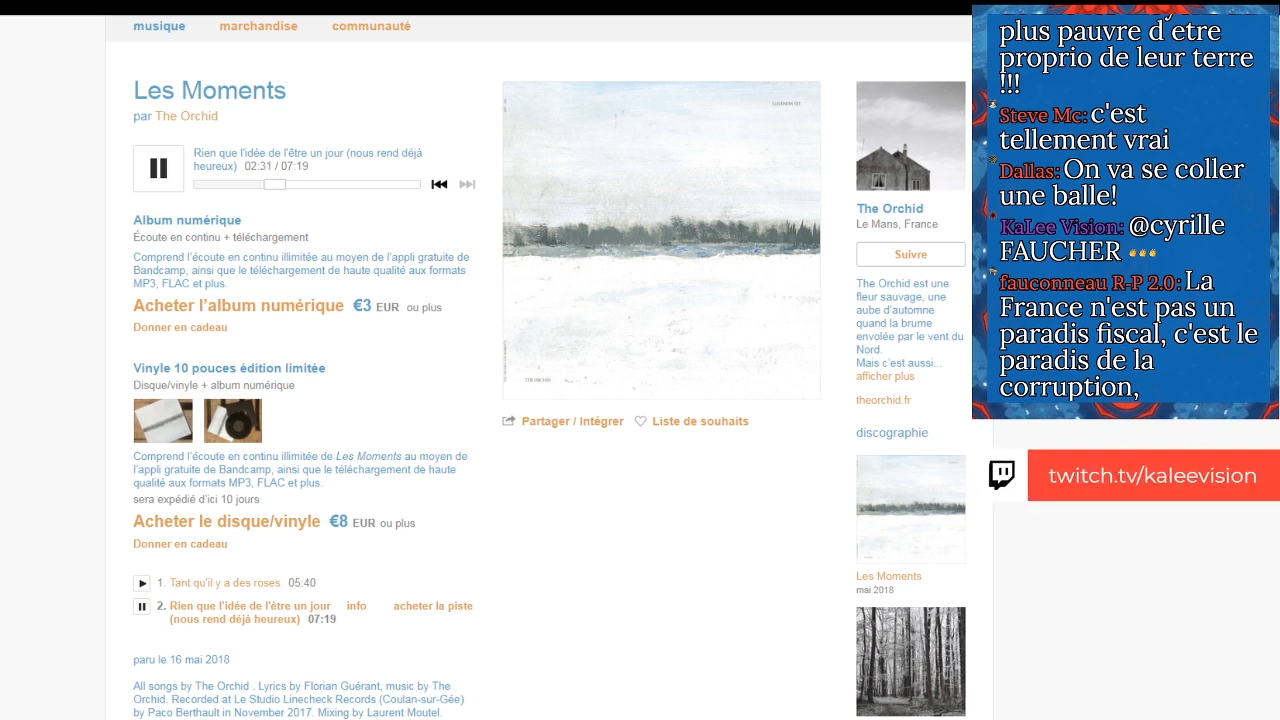 musique marchandise communauté
Les Moments
par The Orchid
Rien que l'idée de l'être un jour (nous rend déjà
heureux) 02:31 / 07:19
Album numérique
Écoute en continu + téléchargement
Comprend l'écoute en continu illimitée au moyen de l'appli gratuite de
Bandcamp, ainsi que le téléchargement de haute qualité aux formats
MP3, FLAC et plus.
Acheter l'album numérique €3 EUR ou plus
Donner en cadeau
Vinyle 10 pouces édition limitée
Disque/vinyle + album numérique
Comprend l'écoute en continu illimitée de Les Moments au moyen de
l'appli gratuite de Bandcamp, ainsi que le téléchargement de haute
qualité aux formats MP3, FLAC et plus.
sera expédié d'ici 10 jours
Acheter le disque/vinyle €8 EUR ou plus
Donner en cadeau
1. Tant qu'il y a des roses 05:40
2. Rien que l'idée de l'être un jour info acheter la piste
(nous rend déjà heureux) 07:19
paru le 16 mai 2018
All songs by The Orchid . Lyrics by Florian Guérant, music by The
Orchid. Recorded at Le Studio Linecheck Records (Coulan-sur-Gée)
by Paco Berthault in November 2017. Mixing by Laurent Moutel.
THE ORCHID
Partager / Intégrer Liste de souhaits
The Orchid
Le Mans, France
Suivre
The Orchid est une
fleur sauvage, une
aube d'automne
quand la brume
envolée par le vent du
Nord.
Mais c'est aussi...
afficher plus
theorchid.fr
discographie
Les Moments
mai 2018
plus pauvre d'etre
proprio de leur terre
!!!
Steve Mc: c'est
tellement vrai
Dallas: On va se coller
une balle!
KaLee Vision: @cyrille
FAUCHER
fauconneau R-P 2.0: La
France n'est pas un
paradis fiscal, c'est le
paradis de la
corruption,
twitch.tv/kaleevision